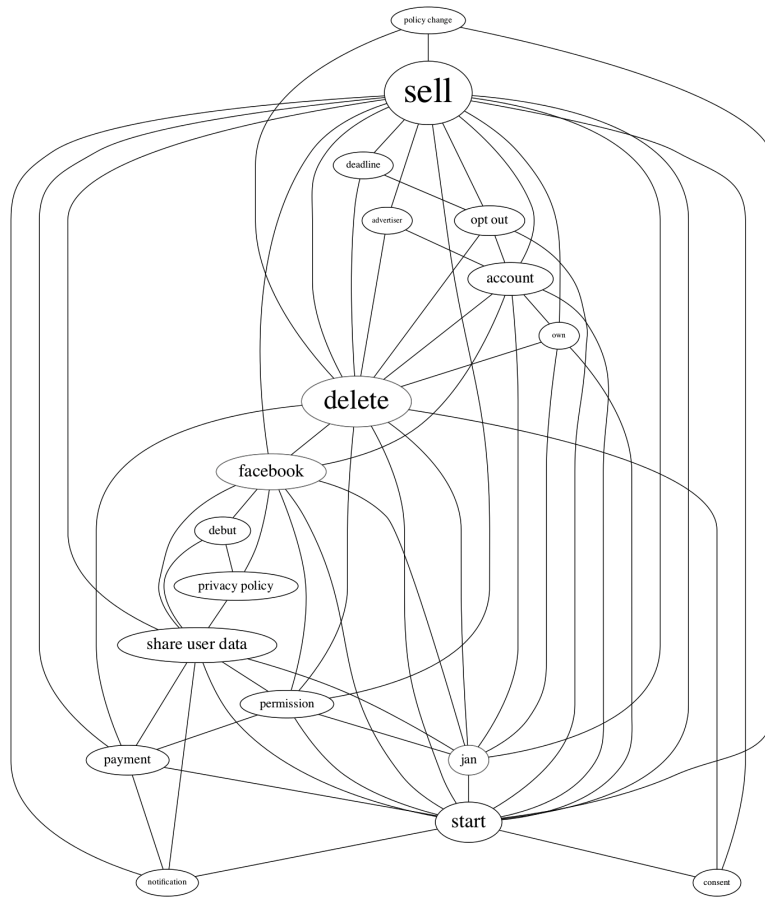 policy change
sell
deadline
advertiser
opt out
account
own
delete
facebook
debut
privacy policy
share user data
permission
payment
jan
start
notification
consent